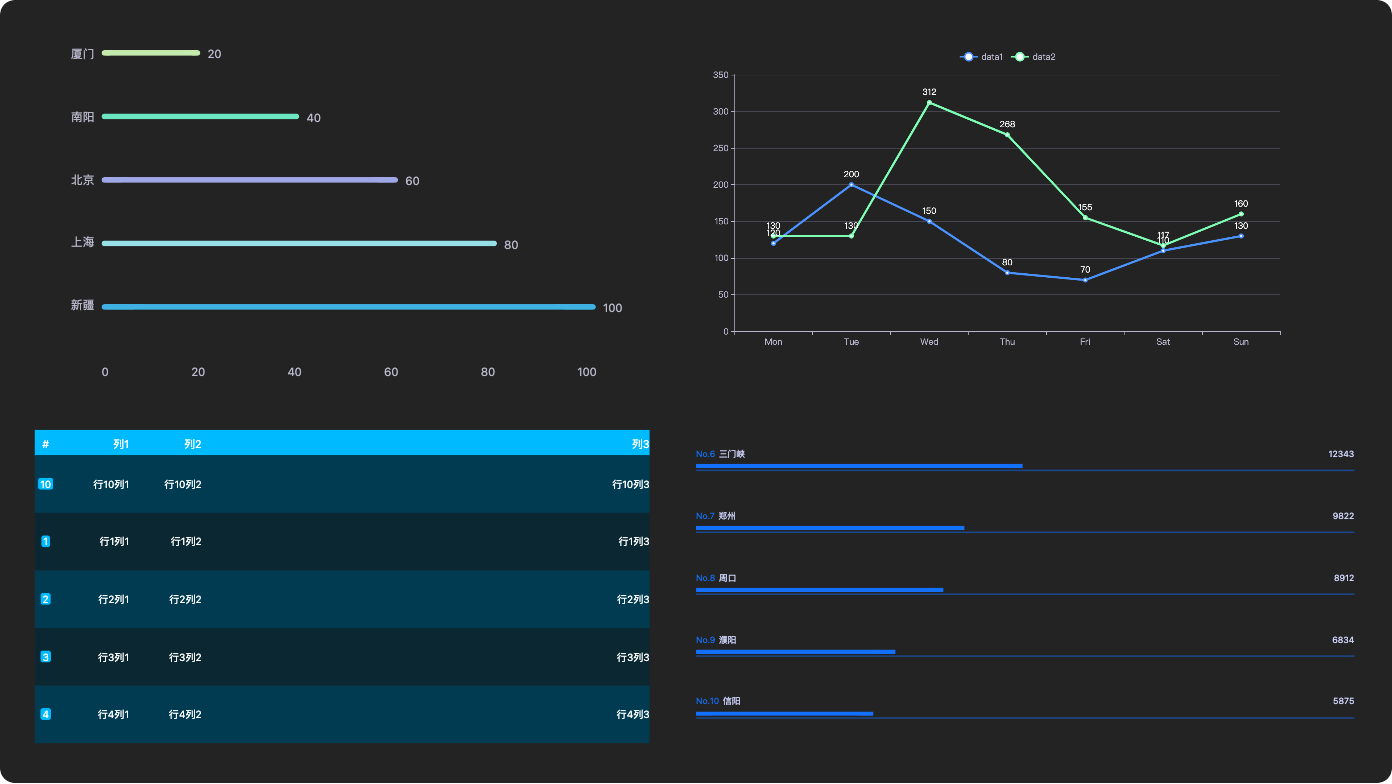 厦门 20
南阳 40
北京 60
上海 80
新疆 100
0 20 40 60 80 100
data1 data2
350
300
250
200
150
100
50
0
312
268
200
150
155
160
130 130 130
120
117
110
80
70
Mon Tue Wed Thu Fri Sat Sun
# 列1 列2 列3
10 行10列1 行10列2 行10列3
1 行1列1 行1列2 行1列3
2 行2列1 行2列2 行2列3
3 行3列1 行3列2 行3列3
4 行4列1 行4列2 行4列3
No.6 三门峡 12343
No.7 郑州 9822
No.8 周口 8912
No.9 濮阳 6834
No.10 信阳 5875